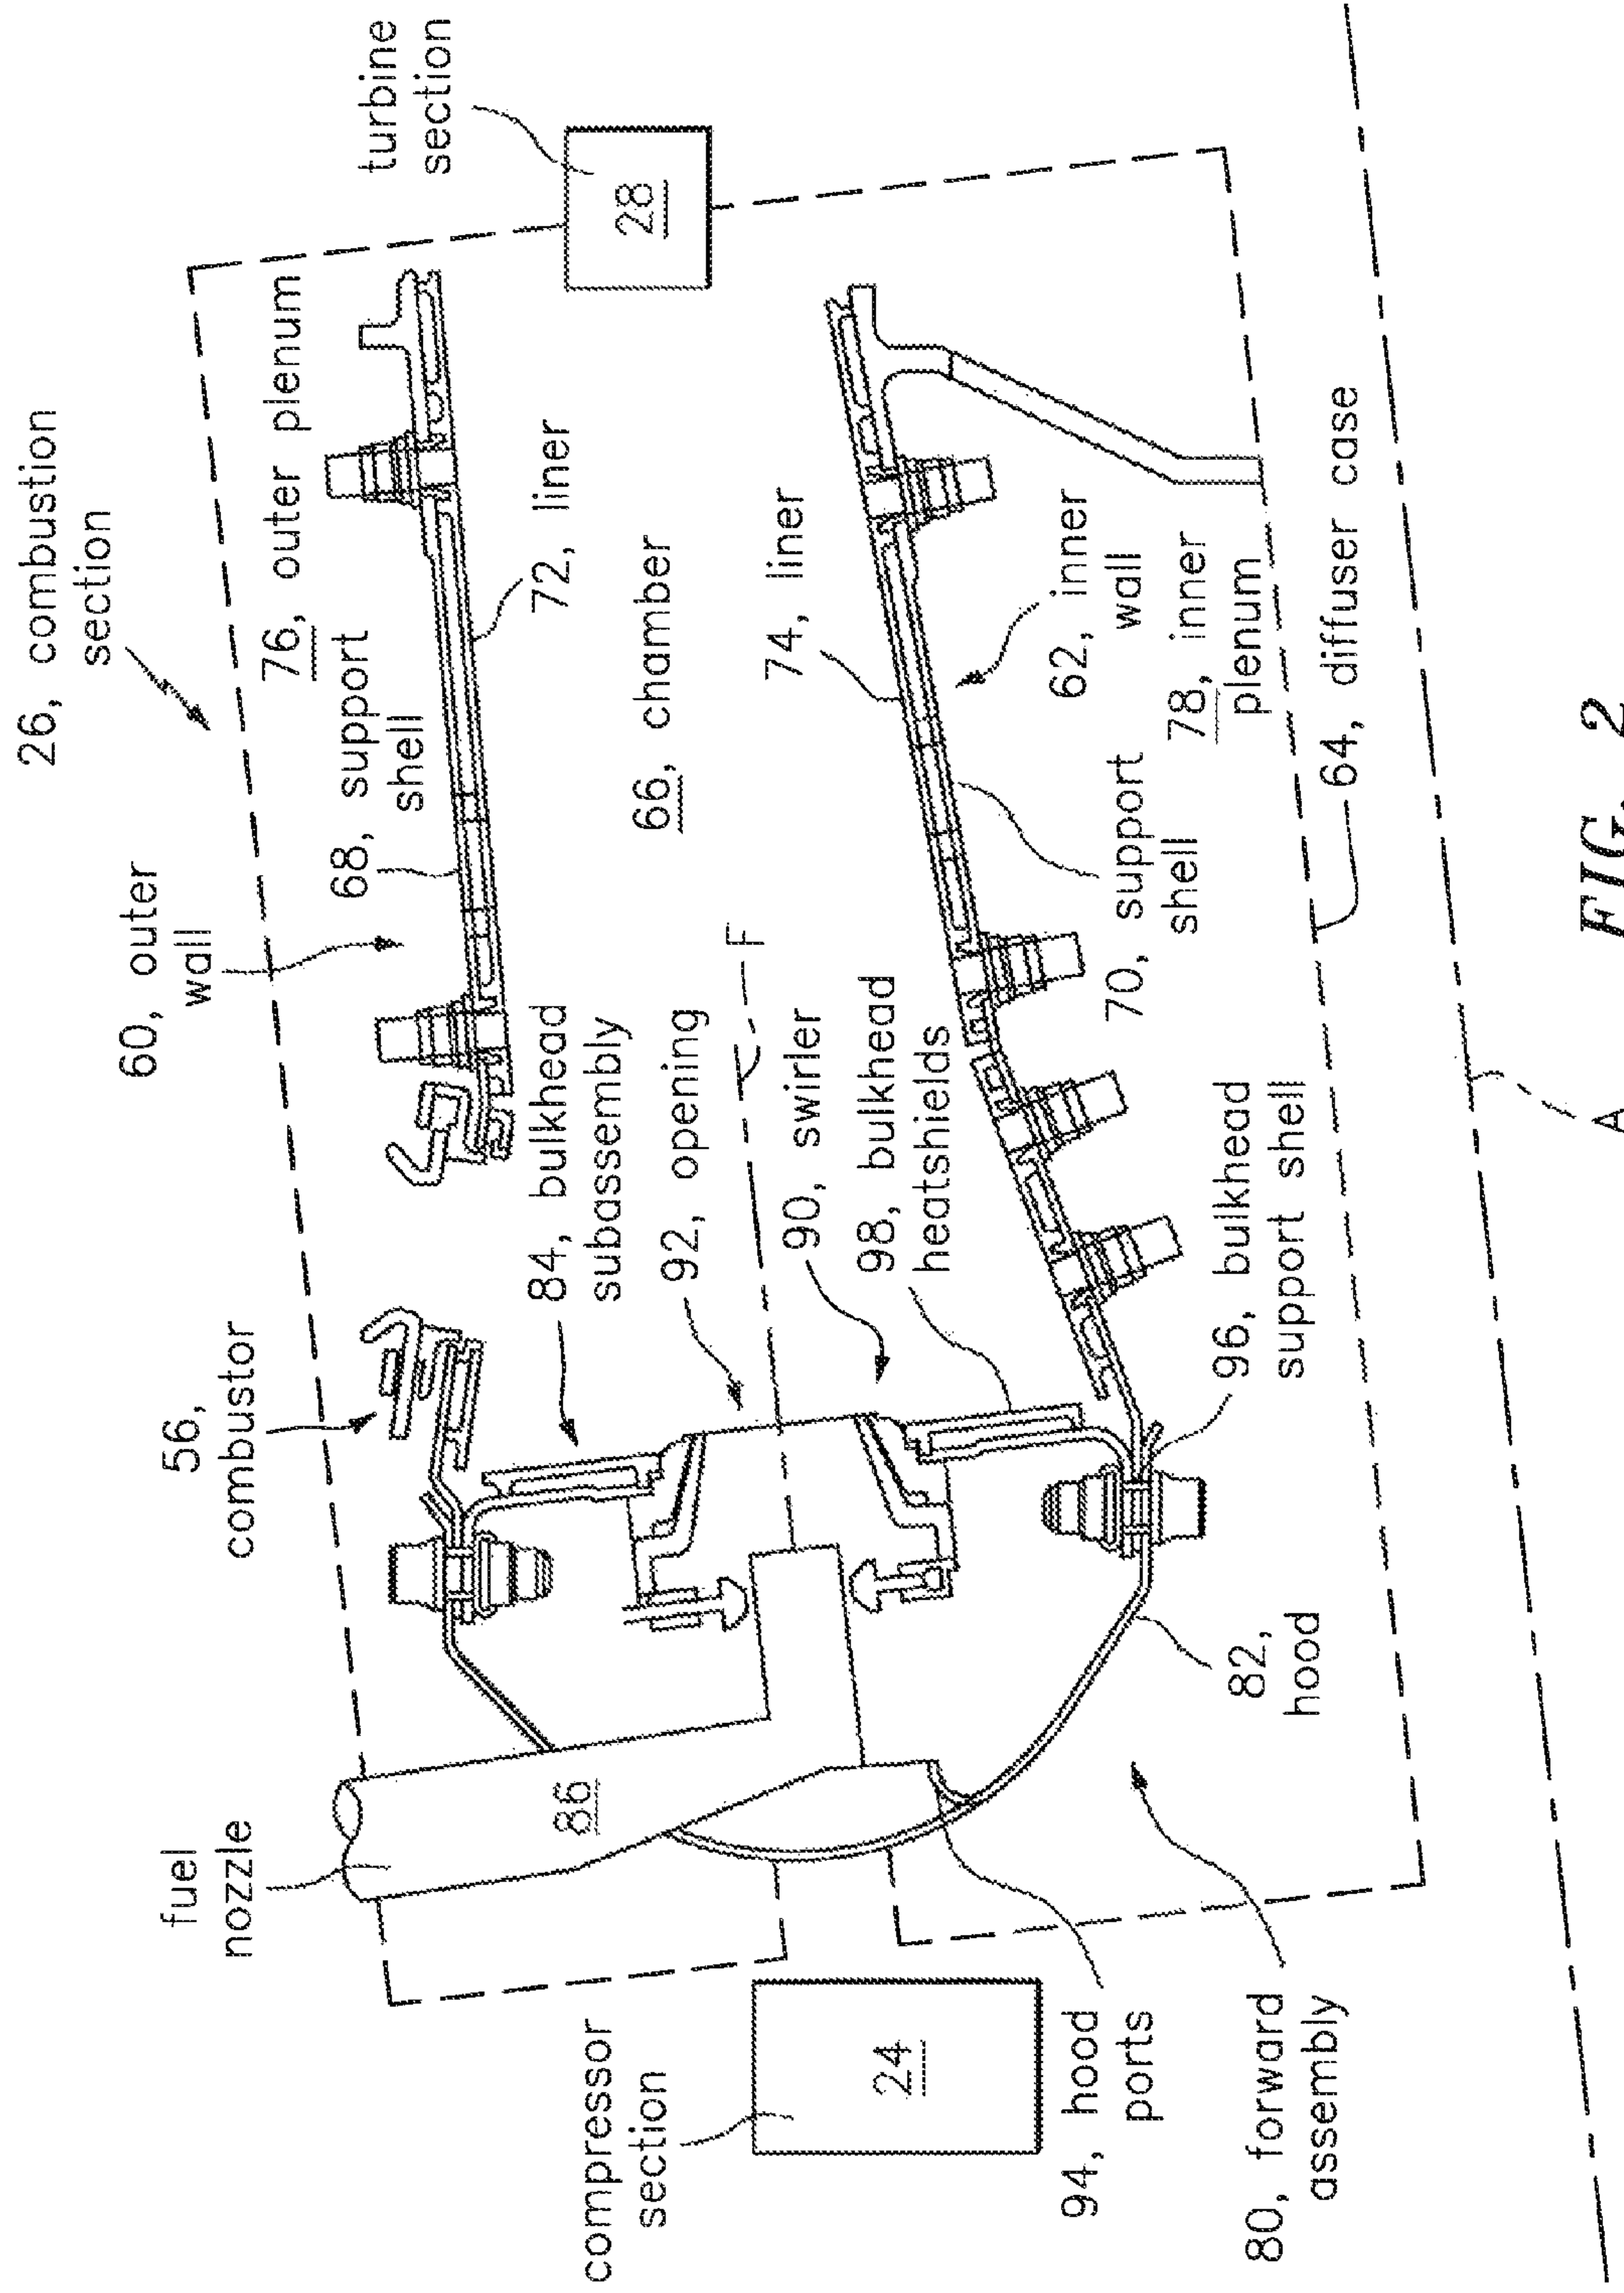 26, combustion
section
60, outer
wall
56,
combustor
fuel
nozzle
76, outer plenum
68, support
shell
turbine
section
28
72, liner
84, bulkhead
subassembly
66, chamber
92, opening
F
86
74, liner
90, swirler
98, bulkhead
heatshields
compressor
section
24
62, inner
wall
78, inner
plenum
70, support
shell
96, bulkhead
support shell
82,
hood
94, hood
ports
80, forward
assembly
64, diffuser case
A
FIG. 2